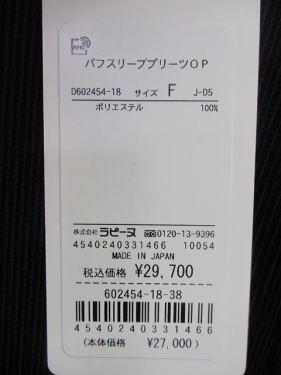 パフスリーブプリーツOP
D602454-18 サイズ F J-D5
ポリエステル 100%
株式会社 ラピーヌ 0120-13-9396
4540240331466 10054
MADE IN JAPAN
税込価格 ¥29,700
602454-18-38
4540240331466
(本体価格 ¥27,000)